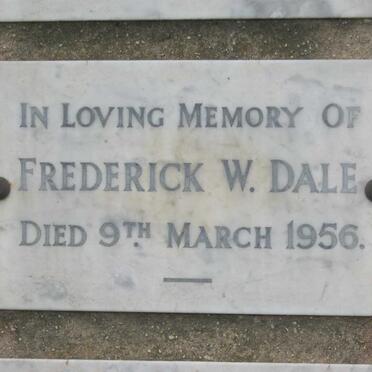 In Loving Memory Of
Frederick W. Dale
Died 9th. March 1956.